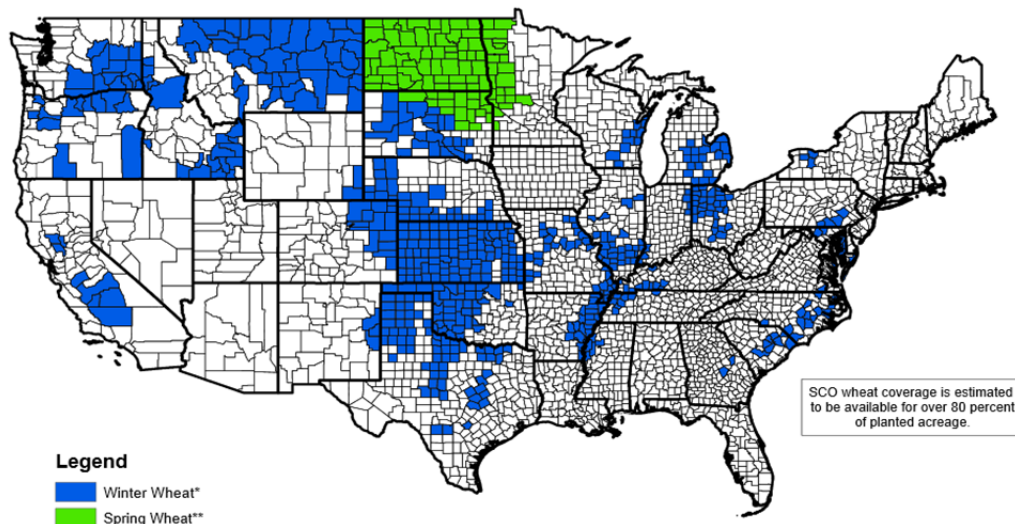 SCO wheat coverage is estimated
to be available for over 80 percent
of planted acreage.
Legend
Winter Wheat*
Spring Wheat**